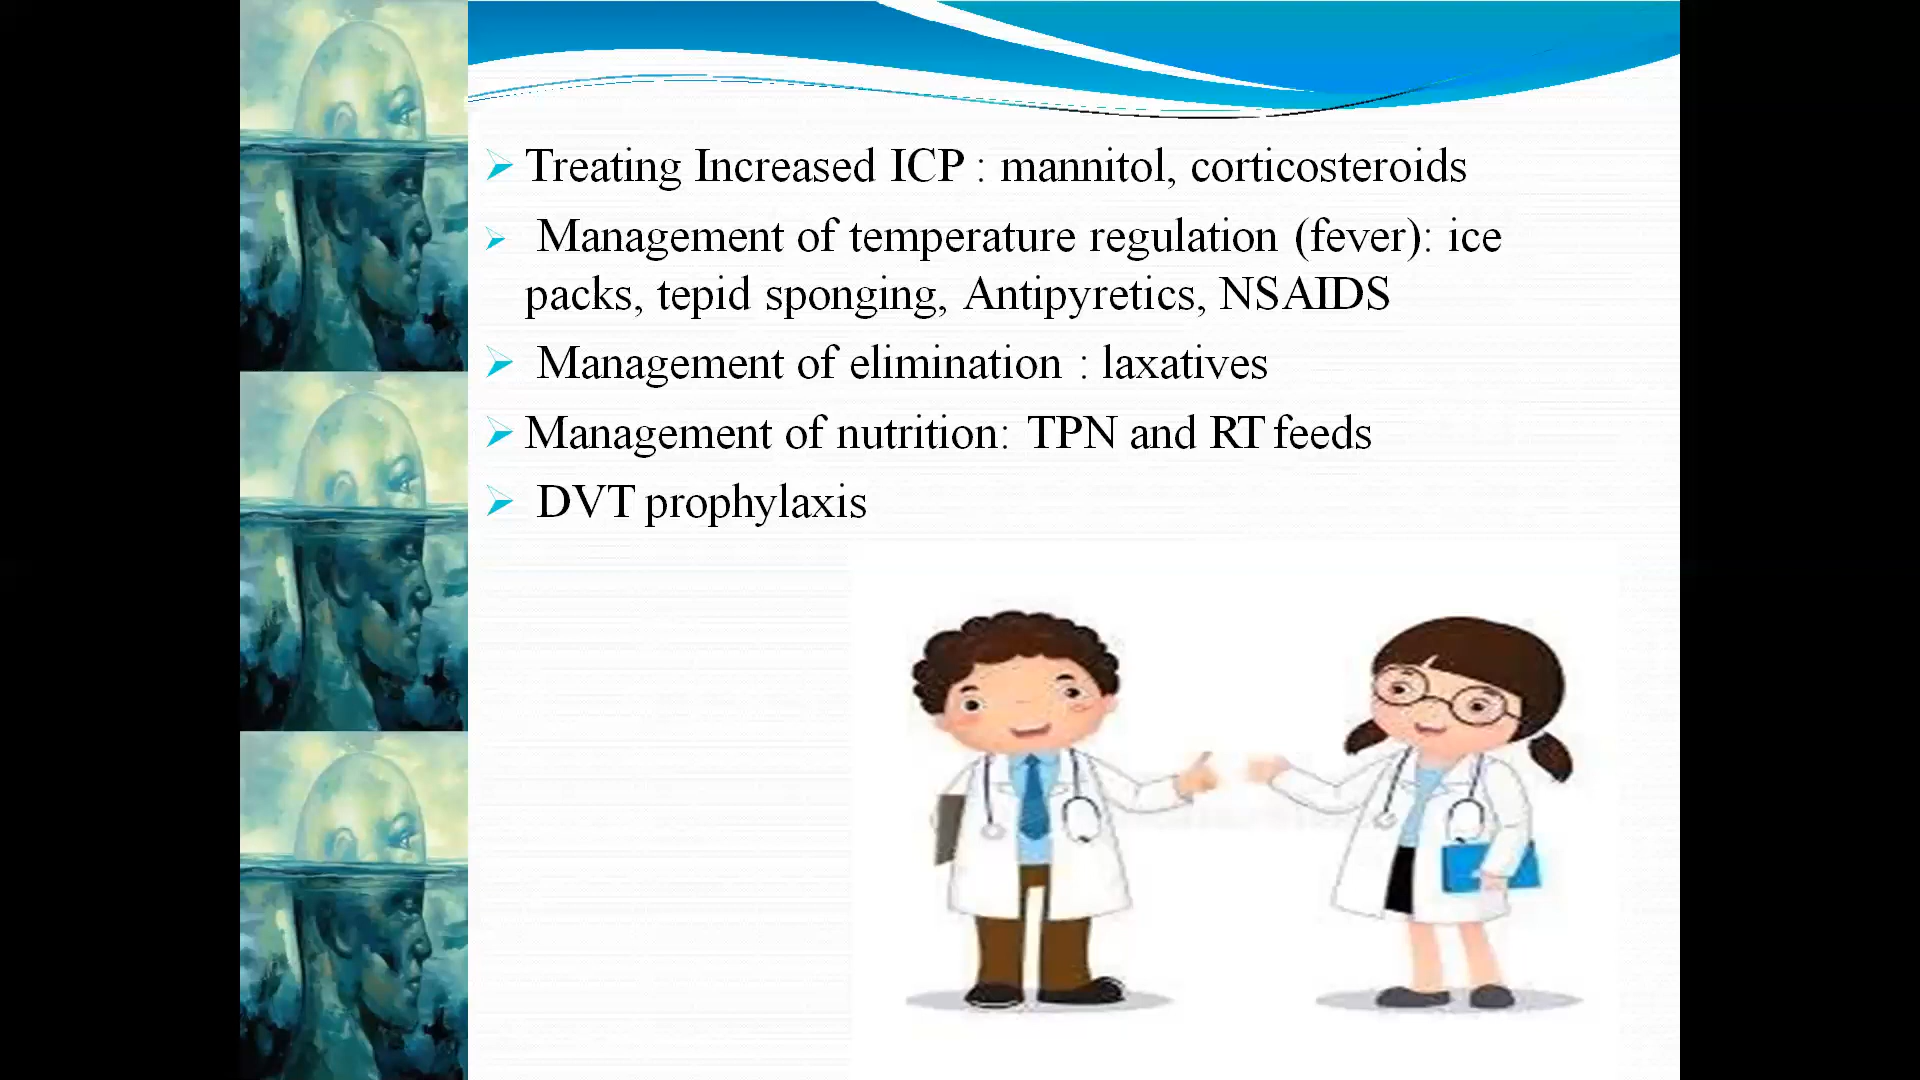 Treating Increased ICP : mannitol, corticosteroids
Management of temperature regulation (fever): ice
packs, tepid sponging, Antipyretics, NSAIDS
Management of elimination : laxatives
Management of nutrition: TPN and RT feeds
DVT prophylaxis